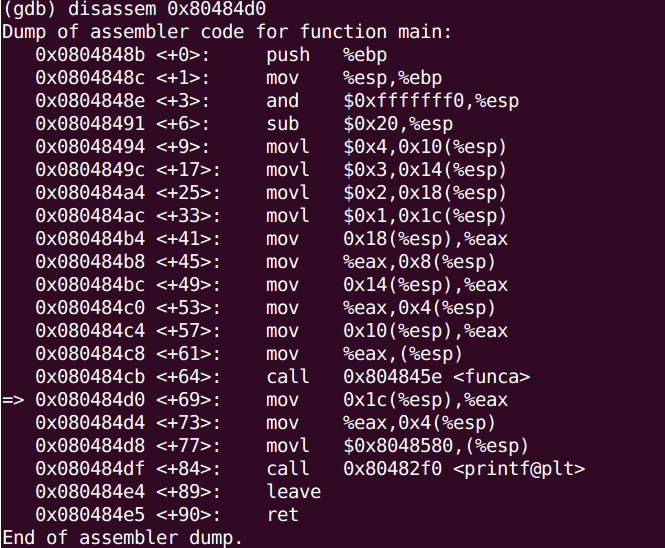 (gdb) disassem 0x80484d0
Dump of assembler code for function main:
   0x0804848b <+0>:     push   %ebp
   0x0804848c <+1>:     mov    %esp,%ebp
   0x0804848e <+3>:     and    $0xfffffff0,%esp
   0x08048491 <+6>:     sub    $0x20,%esp
   0x08048494 <+9>:     movl   $0x4,0x10(%esp)
   0x0804849c <+17>:    movl   $0x3,0x14(%esp)
   0x080484a4 <+25>:    movl   $0x2,0x18(%esp)
   0x080484ac <+33>:    movl   $0x1,0x1c(%esp)
   0x080484b4 <+41>:    mov    0x18(%esp),%eax
   0x080484b8 <+45>:    mov    %eax,0x8(%esp)
   0x080484bc <+49>:    mov    0x14(%esp),%eax
   0x080484c0 <+53>:    mov    %eax,0x4(%esp)
   0x080484c4 <+57>:    mov    0x10(%esp),%eax
   0x080484c8 <+61>:    mov    %eax,(%esp)
   0x080484cb <+64>:    call   0x804845e <funca>
=> 0x080484d0 <+69>:    mov    0x1c(%esp),%eax
   0x080484d4 <+73>:    mov    %eax,0x4(%esp)
   0x080484d8 <+77>:    movl   $0x8048580,(%esp)
   0x080484df <+84>:    call   0x80482f0 <printf@plt>
   0x080484e4 <+89>:    leave
   0x080484e5 <+90>:    ret
End of assembler dump.